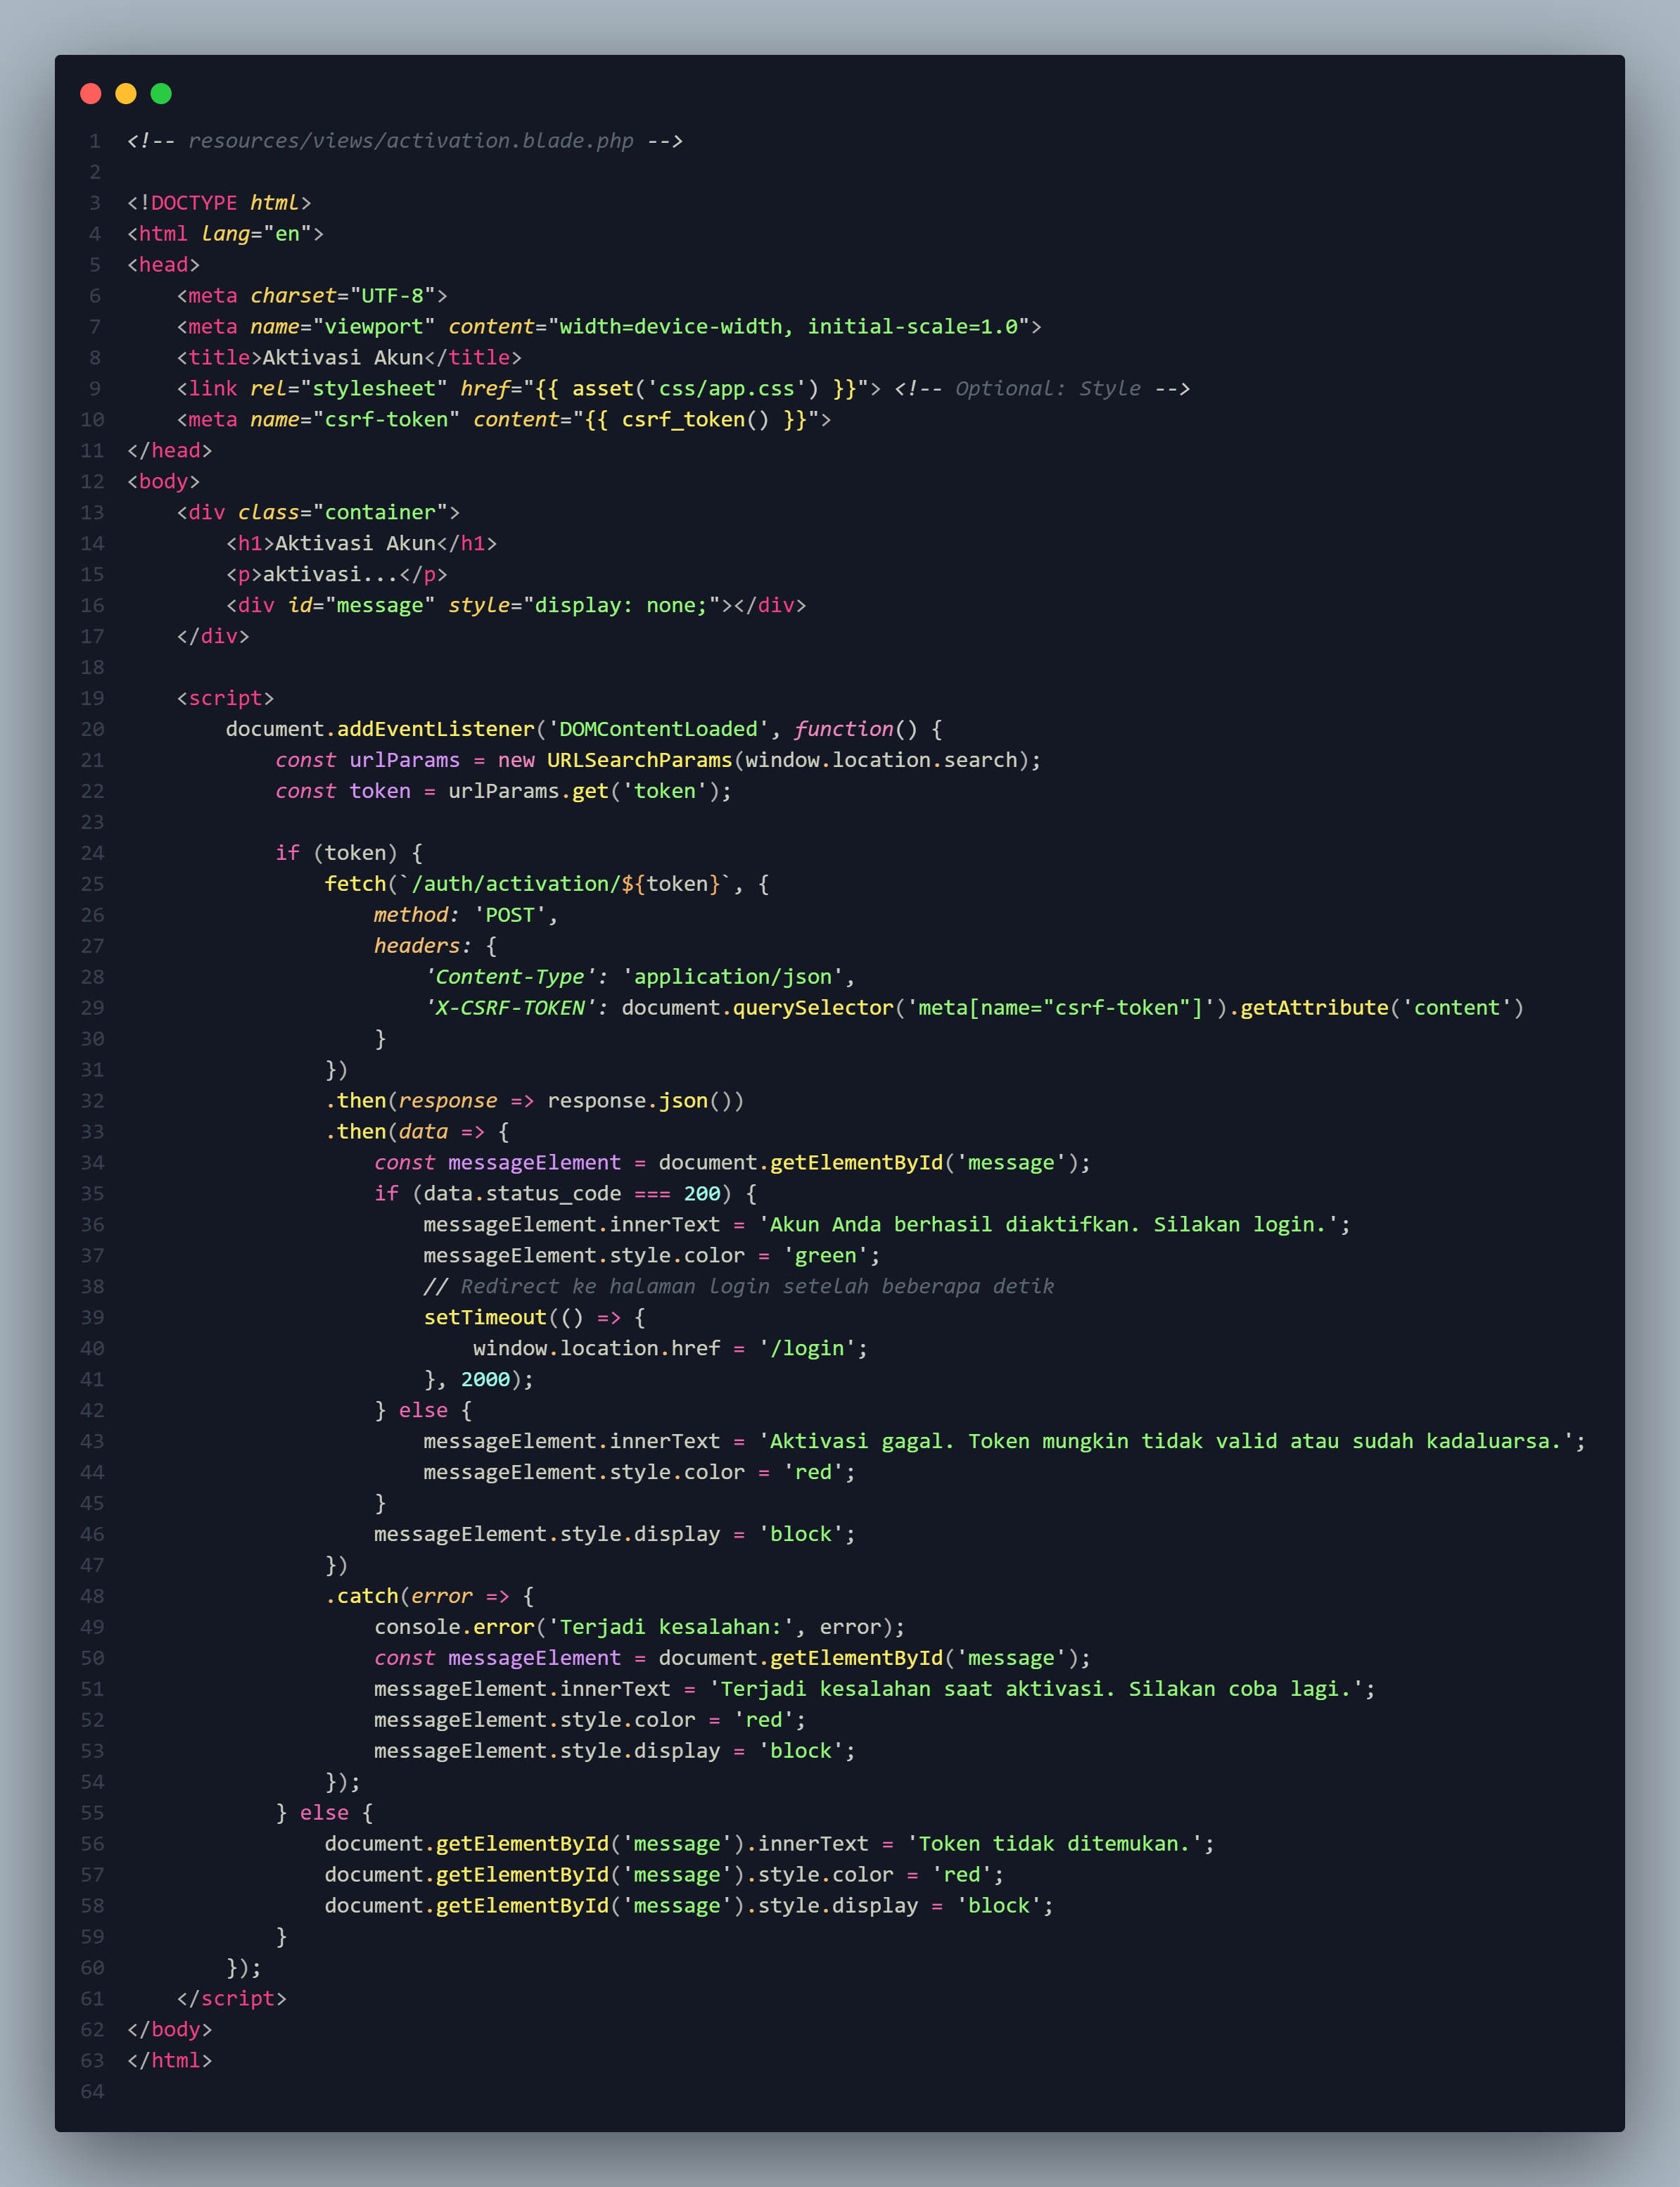 1 <!-- resources/views/activation.blade.php -->
2
3 <!DOCTYPE html>
4 <html lang="en">
5 <head>
6     <meta charset="UTF-8">
7     <meta name="viewport" content="width=device-width, initial-scale=1.0">
8     <title>Aktivasi Akun</title>
9     <link rel="stylesheet" href="{{ asset('css/app.css') }}"> <!-- Optional: Style -->
10     <meta name="csrf-token" content="{{ csrf_token() }}">
11 </head>
12 <body>
13     <div class="container">
14         <h1>Aktivasi Akun</h1>
15         <p>aktivasi...</p>
16         <div id="message" style="display: none;"></div>
17     </div>
18
19     <script>
20         document.addEventListener('DOMContentLoaded', function() {
21             const urlParams = new URLSearchParams(window.location.search);
22             const token = urlParams.get('token');
23
24             if (token) {
25                 fetch(`/auth/activation/${token}`, {
26                     method: 'POST',
27                     headers: {
28                         'Content-Type': 'application/json',
29                         'X-CSRF-TOKEN': document.querySelector('meta[name="csrf-token"]').getAttribute('content')
30                     }
31                 })
32                 .then(response => response.json())
33                 .then(data => {
34                     const messageElement = document.getElementById('message');
35                     if (data.status_code === 200) {
36                         messageElement.innerText = 'Akun Anda berhasil diaktifkan. Silakan login.';
37                         messageElement.style.color = 'green';
38                         // Redirect ke halaman login setelah beberapa detik
39                         setTimeout(() => {
40                             window.location.href = '/login';
41                         }, 2000);
42                     } else {
43                         messageElement.innerText = 'Aktivasi gagal. Token mungkin tidak valid atau sudah kadaluarsa.';
44                         messageElement.style.color = 'red';
45                     }
46                     messageElement.style.display = 'block';
47                 })
48                 .catch(error => {
49                     console.error('Terjadi kesalahan:', error);
50                     const messageElement = document.getElementById('message');
51                     messageElement.innerText = 'Terjadi kesalahan saat aktivasi. Silakan coba lagi.';
52                     messageElement.style.color = 'red';
53                     messageElement.style.display = 'block';
54                 });
55             } else {
56                 document.getElementById('message').innerText = 'Token tidak ditemukan.';
57                 document.getElementById('message').style.color = 'red';
58                 document.getElementById('message').style.display = 'block';
59             }
60         });
61     </script>
62 </body>
63 </html>
64